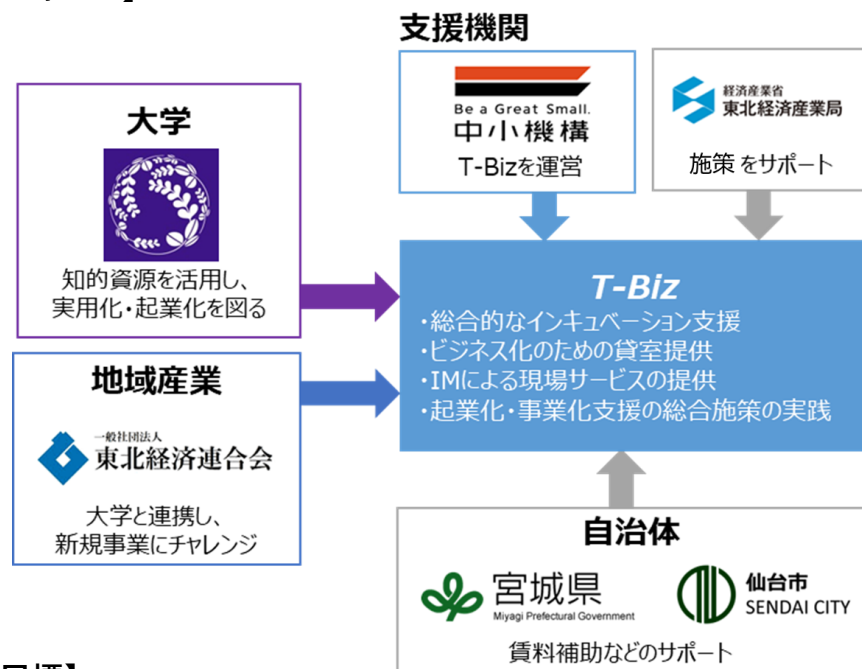 支援機関
大学
知的資源を活用し、
実用化・起業化を図る
Be a Great Small.
中小機構
T-Bizを運営
経済産業省
東北経済産業局
施策 をサポート
T-Biz
・総合的なインキュベーション支援
・ビジネス化のための貸室提供
・IMによる現場サービスの提供
・起業化・事業化支援の総合施策の実践
地域産業
一般社団法人
東北経済連合会
大学と連携し、
新規事業にチャレンジ
自治体
宮城県
Miyagi Prefectural Government
仙台市
SENDAI CITY
賃料補助などのサポート